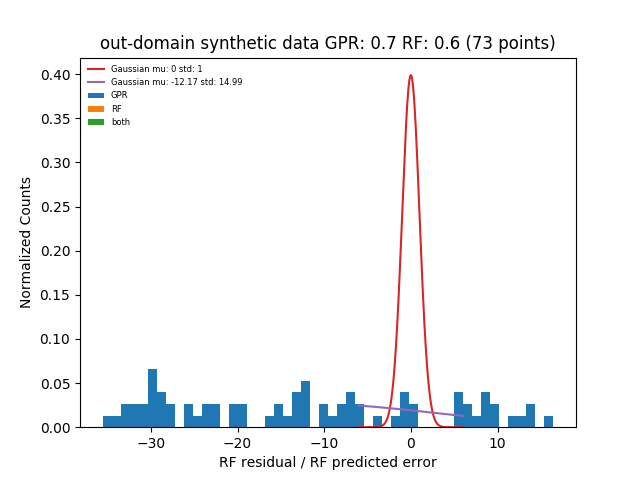 out-domain synthetic data GPR: 0.7 RF: 0.6 (73 points)
Gaussian mu: 0 std: 1
Gaussian mu: -12.17 std: 14.99
GPR
RF
both
Normalized Counts
0.40
0.35
0.30
0.25
0.20
0.15
0.10
0.05
0.00
−30 −20 −10 0 10
RF residual / RF predicted error